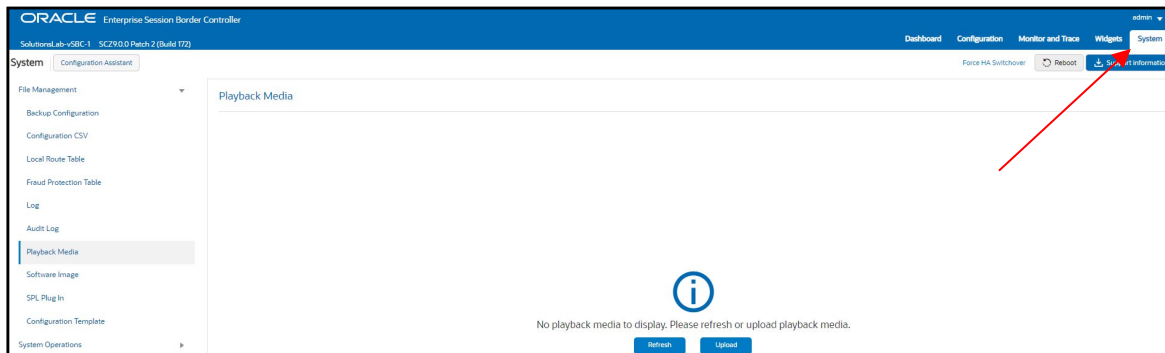 ORACLE Enterprise Session Border Controller
admin
SolutionsLab-vSBC-1 SCZ9.0.0 Patch 2 (Build 172)
Dashboard Configuration Monitor and Trace Widgets System
System Configuration Assistant
Force HA Switchover Reboot Support Information
File Management
Playback Media
Backup Configuration
Configuration CSV
Local Route Table
Fraud Protection Table
Log
Audit Log
Playback Media
Software Image
SPL Plug In
Configuration Template
No playback media to display. Please refresh or upload playback media.
System Operations
Refresh Upload